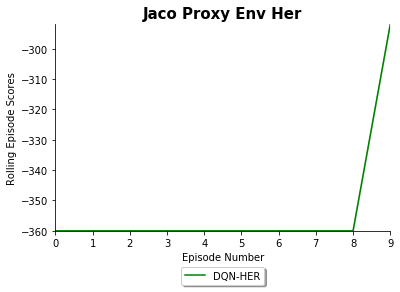 Jaco Proxy Env Her
Rolling Episode Scores
−300
−310
−320
−330
−340
−350
−360
0 1 2 3 4 5 6 7 8 9
Episode Number
DQN-HER